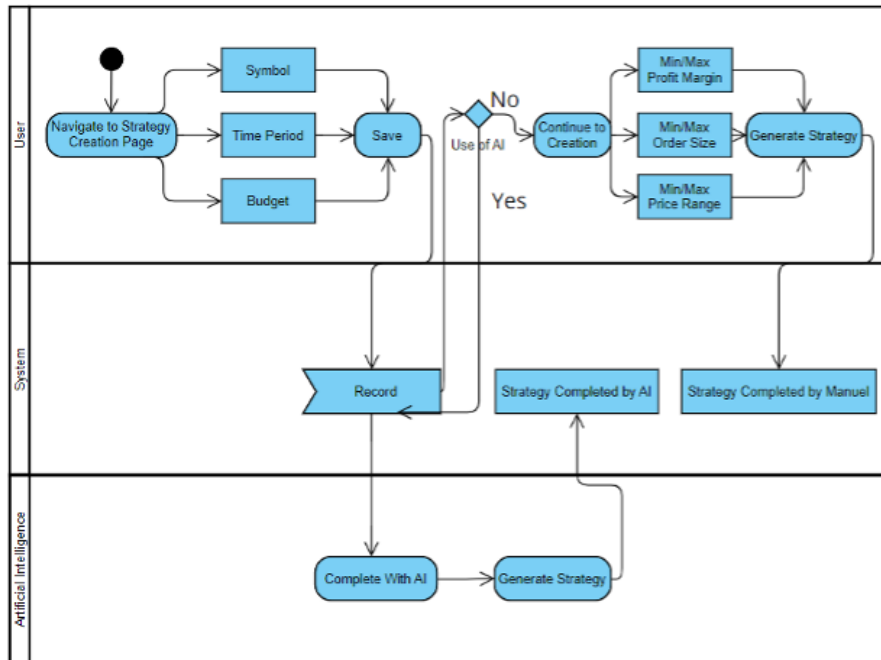 User
Navigate to Strategy
Creation Page
Symbol
Time Period
Budget
Save
Use of AI
No
Yes
Continue to
Creation
Min/Max
Profit Margin
Min/Max
Order Size
Min/Max
Price Range
Generate Strategy
System
Record
Strategy Completed by AI
Strategy Completed by Manuel
Artificial Intelligence
Complete With AI
Generate Strategy